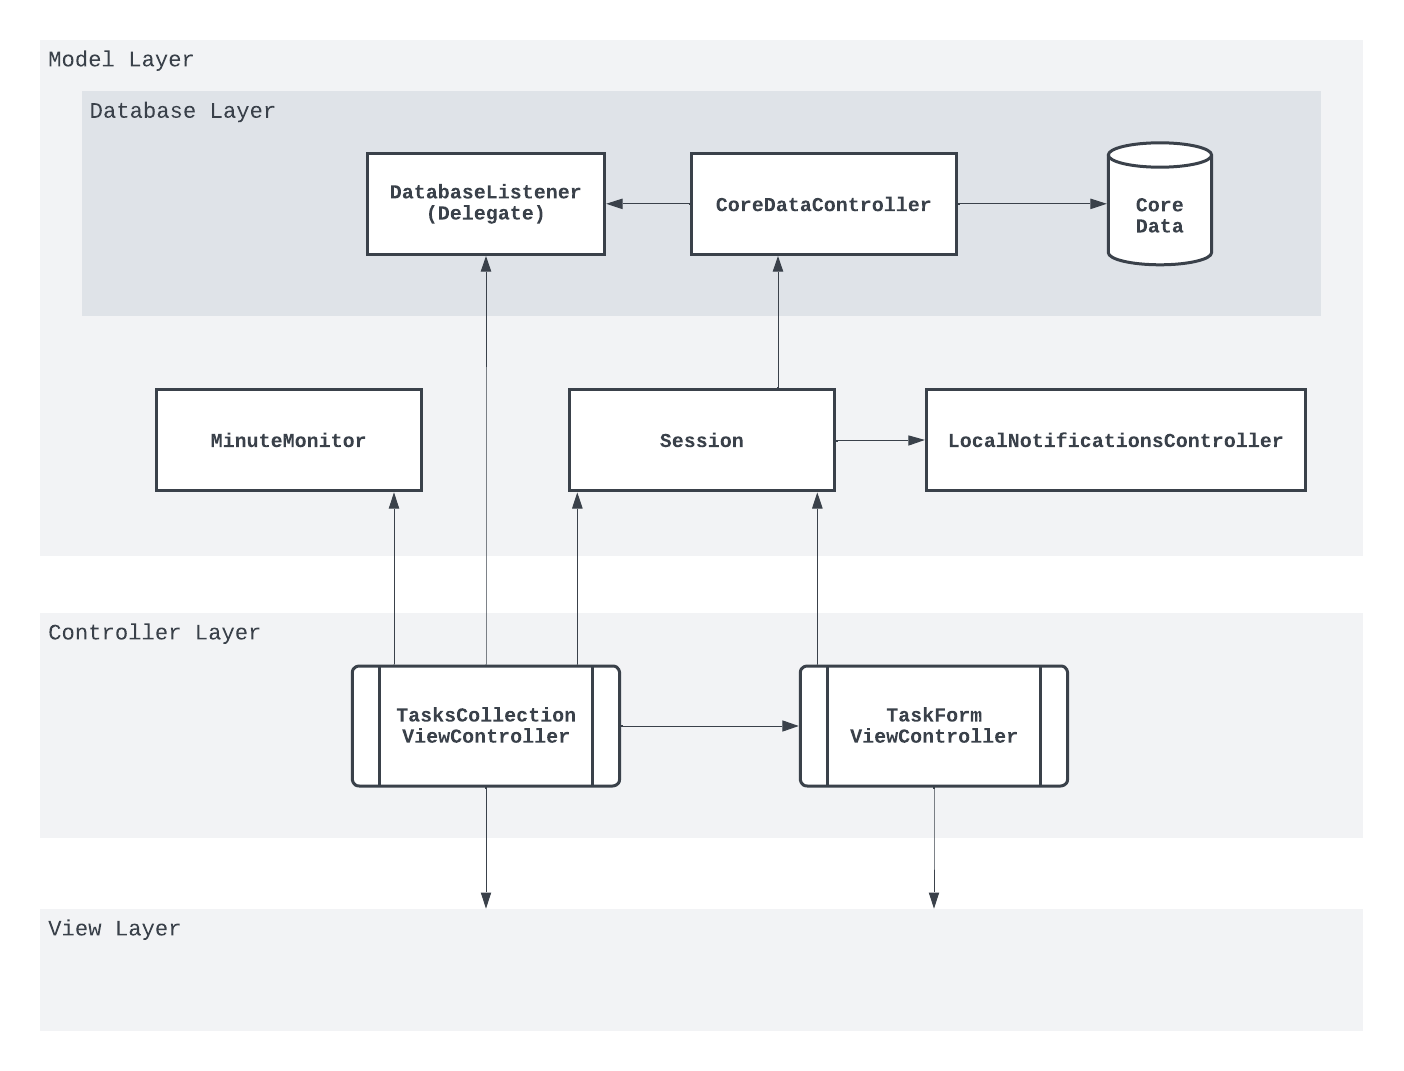 Model Layer
Database Layer
DatabaseListener
(Delegate)
CoreDataController
Core
Data
MinuteMonitor
Session
LocalNotificationsController
Controller Layer
TasksCollection
ViewController
TaskForm
ViewController
View Layer